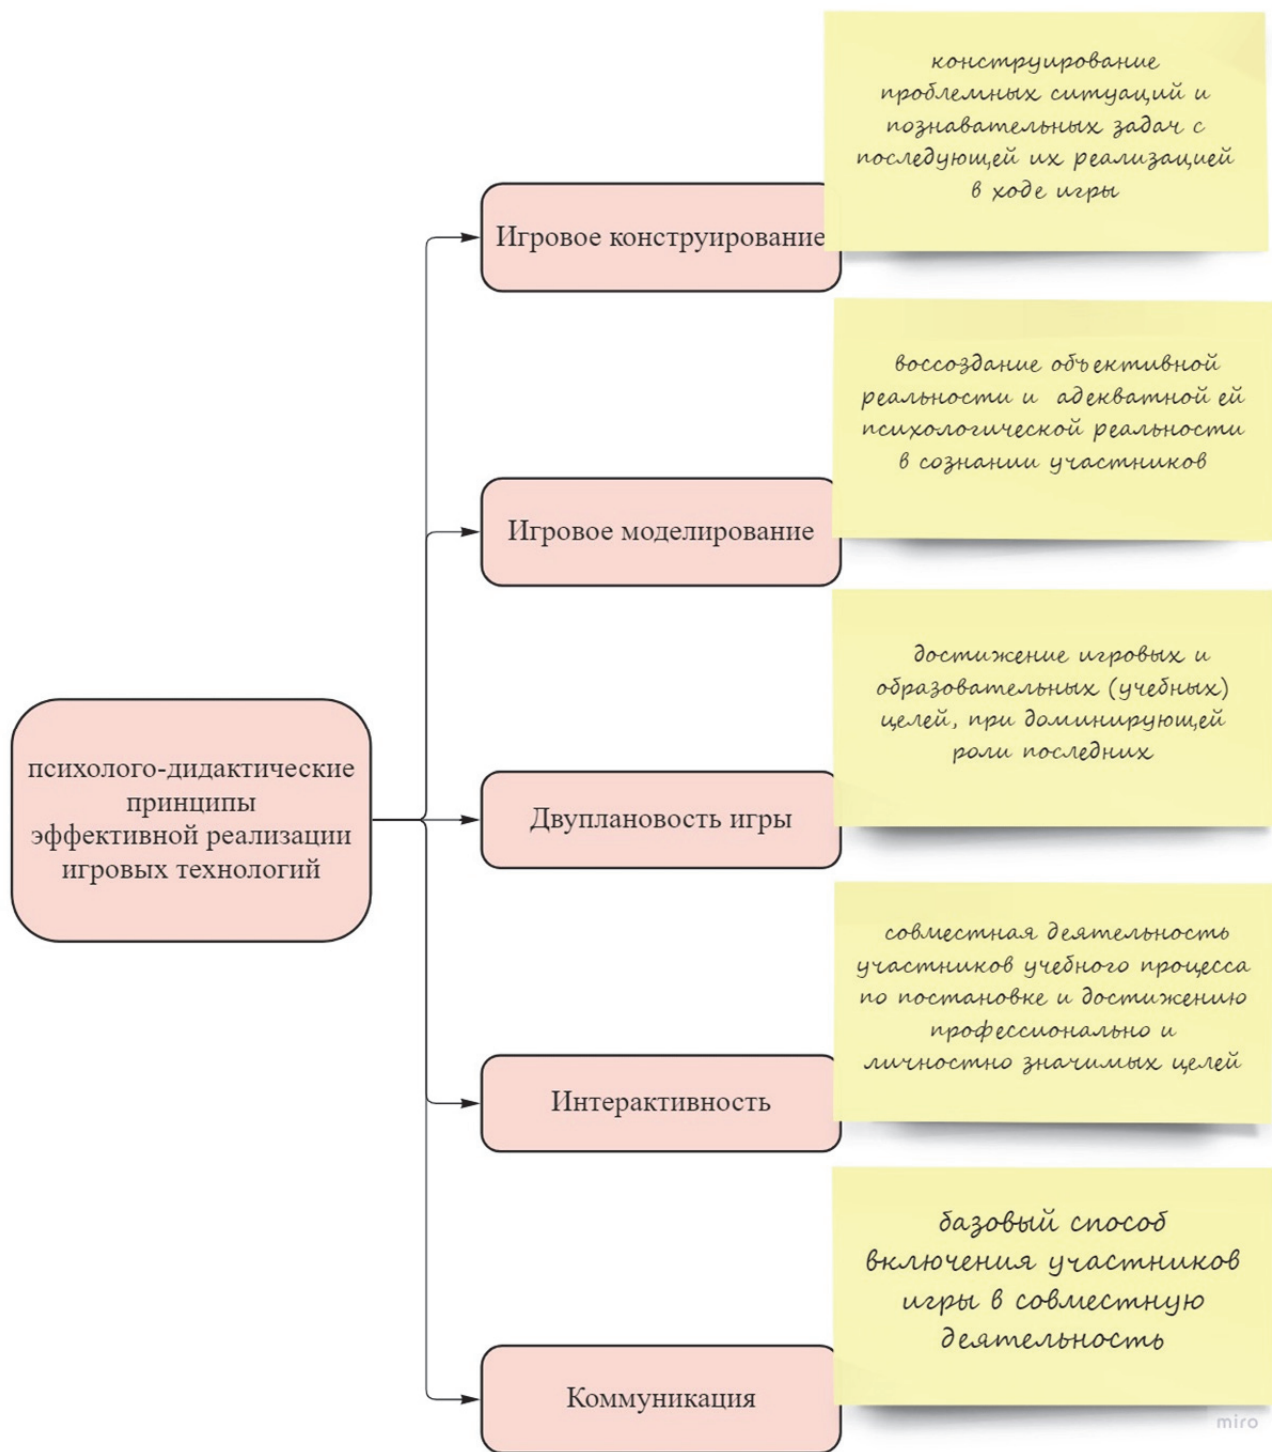 психолого-дидактические
принципы
эффективной реализации
игровых технологий
Игровое конструирование
конструирование
проблемных ситуаций и
познавательных задач с
последующей их реализацией
в ходе игры
Игровое моделирование
воссоздание объективной
реальности и адекватной ей
психологической реальности
в сознании участников
Двуплановость игры
достижение игровых и
образовательных (учебных)
целей, при доминирующей
роли последних
Интерактивность
совместная деятельность
участников учебного процесса
по постановке и достижению
профессионально и
личностно значимых целей
Коммуникация
базовый способ
включения участников
игры в совместную
деятельность
miro